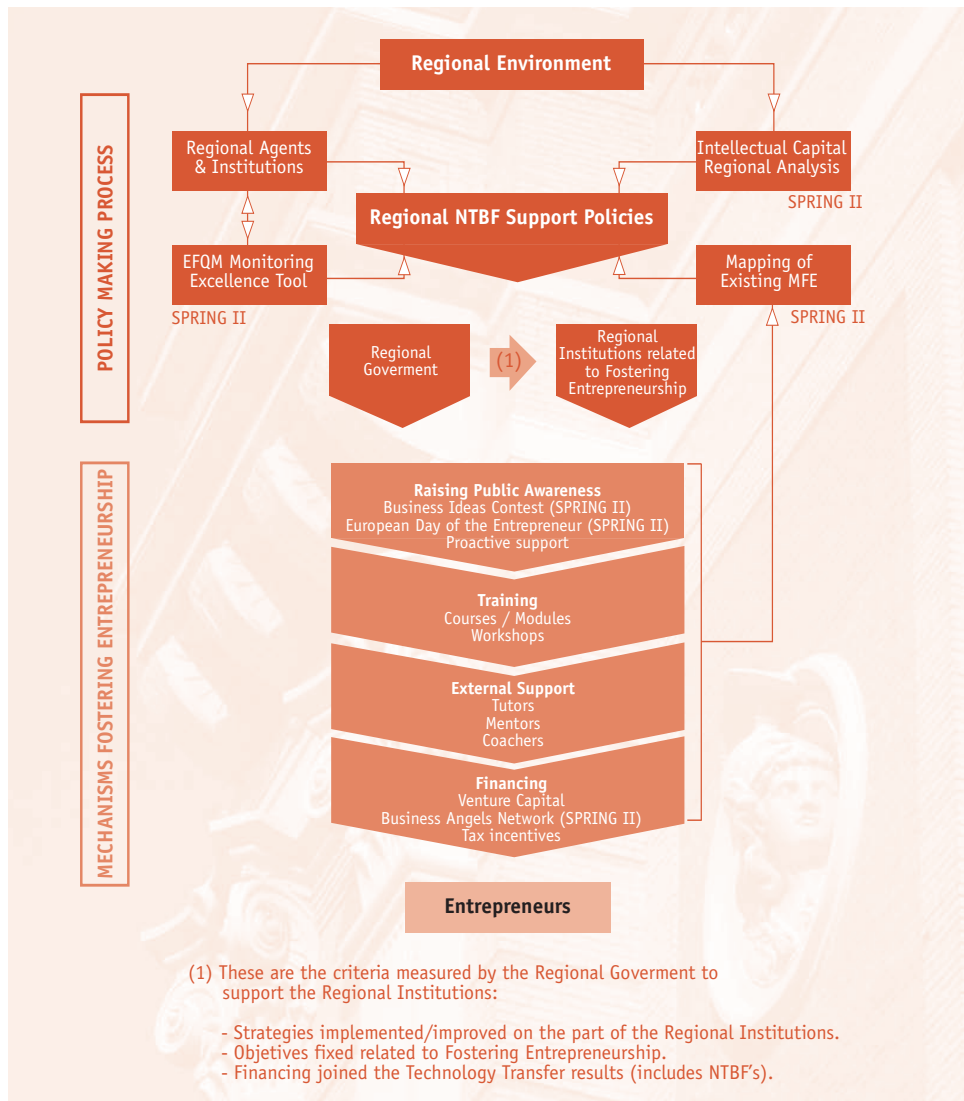 Regional Environment
POLICY MAKING PROCESS
Regional Agents
& Institutions
Intellectual Capital
Regional Analysis
SPRING II
Regional NTBF Support Policies
EFQM Monitoring
Excellence Tool
SPRING II
Mapping of
Existing MFE
SPRING II
Regional
Goverment
(1)
Regional
Institutions related
to Fostering
Entrepreneurship
MECHANISMS FOSTERING ENTREPRENEURSHIP
Raising Public Awareness
Business Ideas Contest (SPRING II)
European Day of the Entrepreneur (SPRING II)
Proactive support
Training
Courses / Modules
Workshops
External Support
Tutors
Mentors
Coachers
Financing
Venture Capital
Business Angels Network (SPRING II)
Tax incentives
Entrepreneurs
(1) These are the criteria measured by the Regional Goverment to
support the Regional Institutions:
- Strategies implemented/improved on the part of the Regional Institutions.
- Objetives fixed related to Fostering Entrepreneurship.
- Financing joined the Technology Transfer results (includes NTBF's).